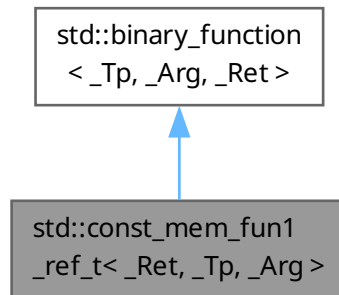 std::binary_function
< _Tp, _Arg, _Ret >
std::const_mem_fun1
_ref_t< _Ret, _Tp, _Arg >